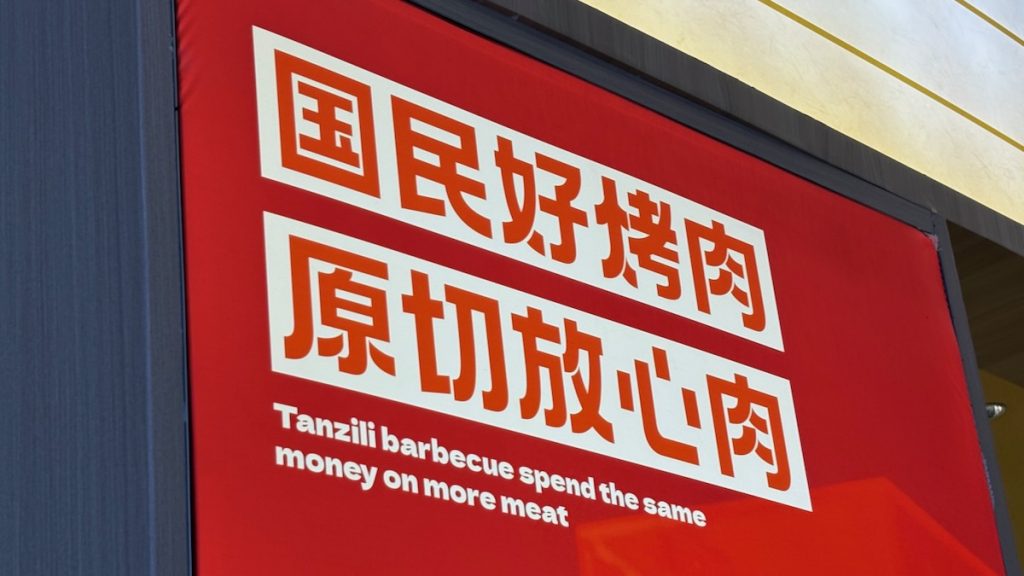 国民好烤肉
原切放心肉
Tanzili barbecue spend the same
money on more meat